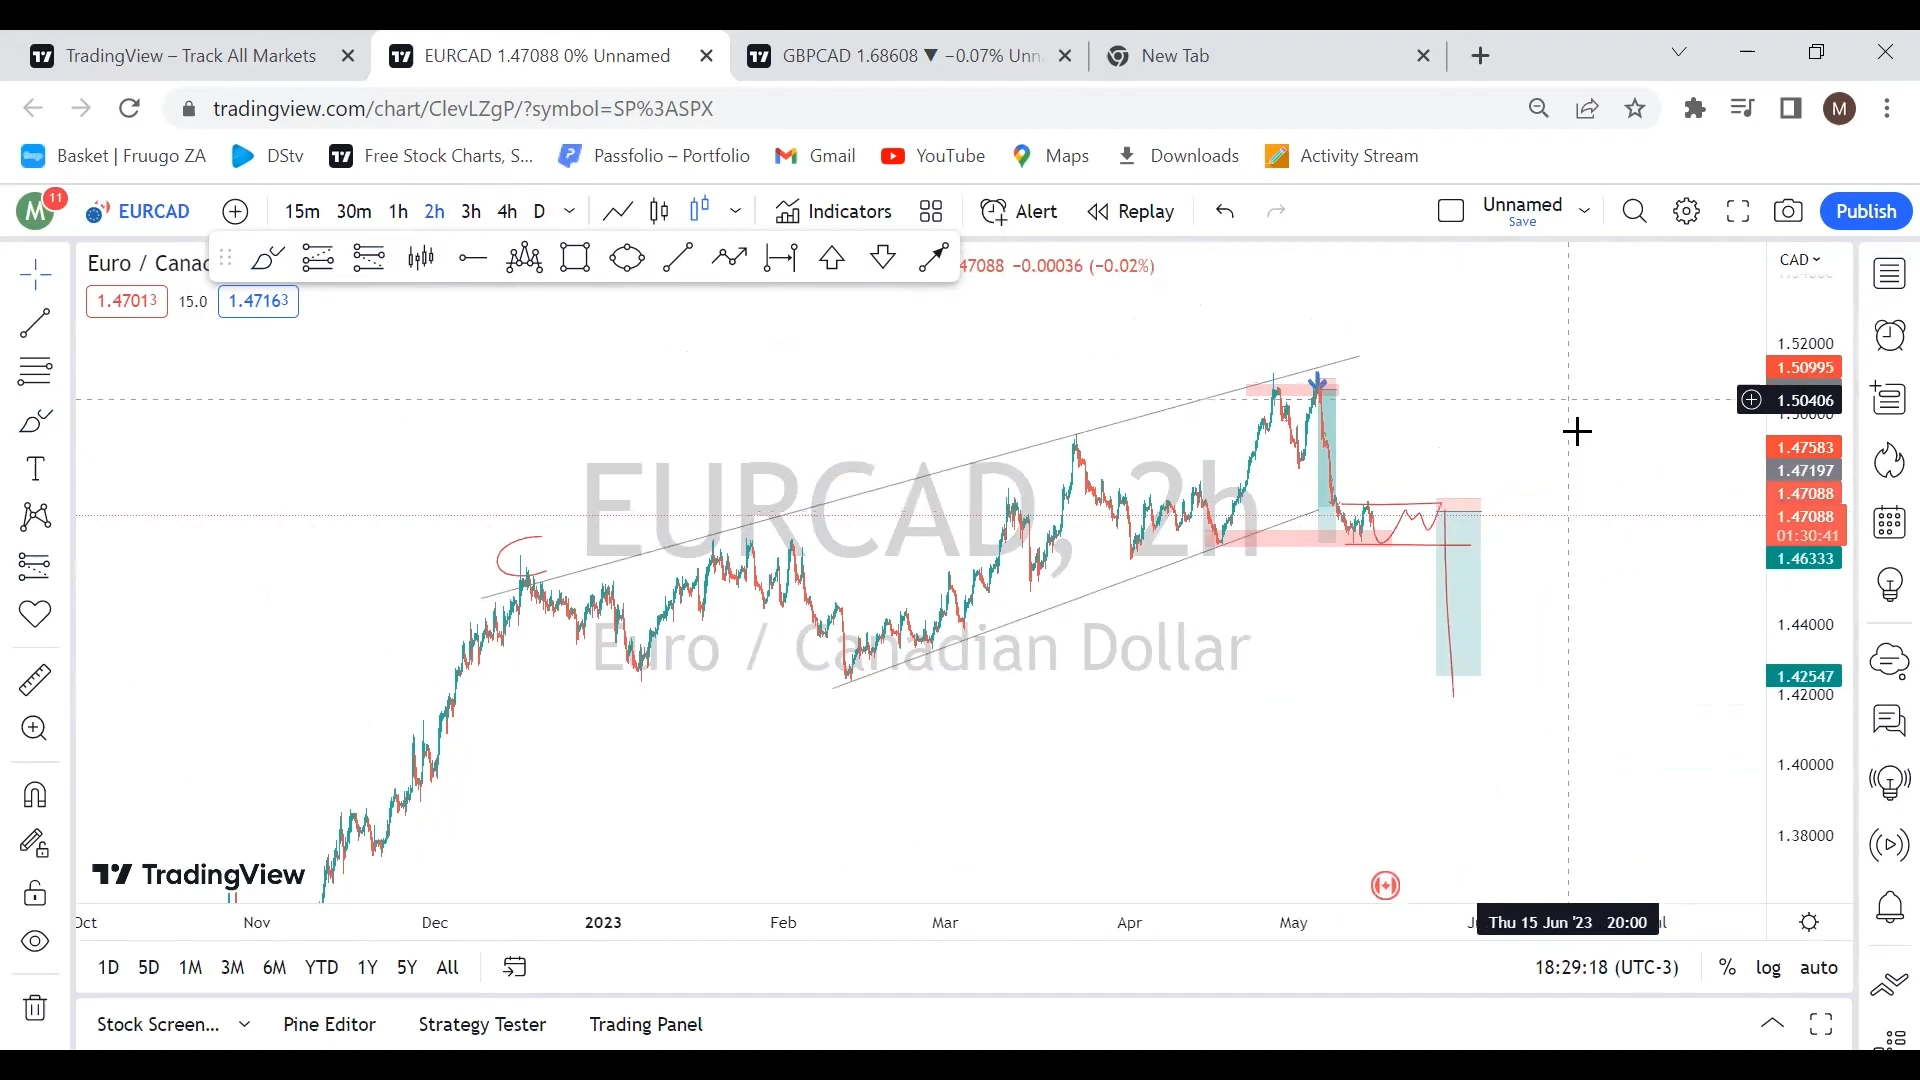 TradingView – Track All Markets
EURCAD 1.47088 0% Unnamed
GBPCAD 1.68608 ▼ −0.07% Unn
New Tab
tradingview.com/chart/ClevLZgP/?symbol=SP%3ASPX
M
Basket | Fruugo ZA
DStv
Free Stock Charts, S...
Passfolio – Portfolio
Gmail
YouTube
Maps
Downloads
Activity Stream
M 11
EURCAD
15m 30m 1h 2h 3h 4h D
Indicators
Alert
Replay
Unnamed
Save
Publish
Euro / Canad
47088 −0.00036 (−0.02%)
CAD
1.47013 15.0 1.47163
1.52000
1.50995
1.50406
1.47583
1.47197
1.47088
1.47088
01:30:41
1.46333
1.44000
1.42547
1.42000
1.40000
1.38000
EURCAD, 2h
Euro / Canadian Dollar
TradingView
Oct Nov Dec 2023 Feb Mar Apr May
Thu 15 Jun '23 20:00
1D 5D 1M 3M 6M YTD 1Y 5Y All
18:29:18 (UTC-3) % log auto
Stock Screen... Pine Editor Strategy Tester Trading Panel